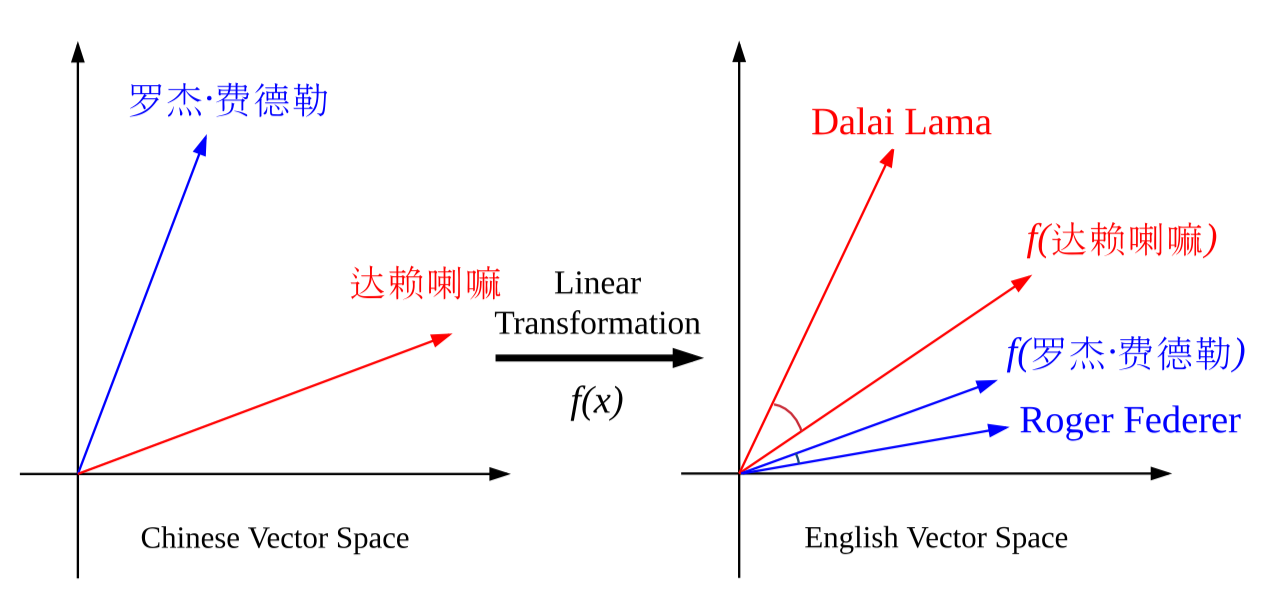 罗杰·费德勒
达赖喇嘛
Chinese Vector Space
Linear
Transformation
f(x)
Dalai Lama
f(达赖喇嘛)
f(罗杰·费德勒)
Roger Federer
English Vector Space